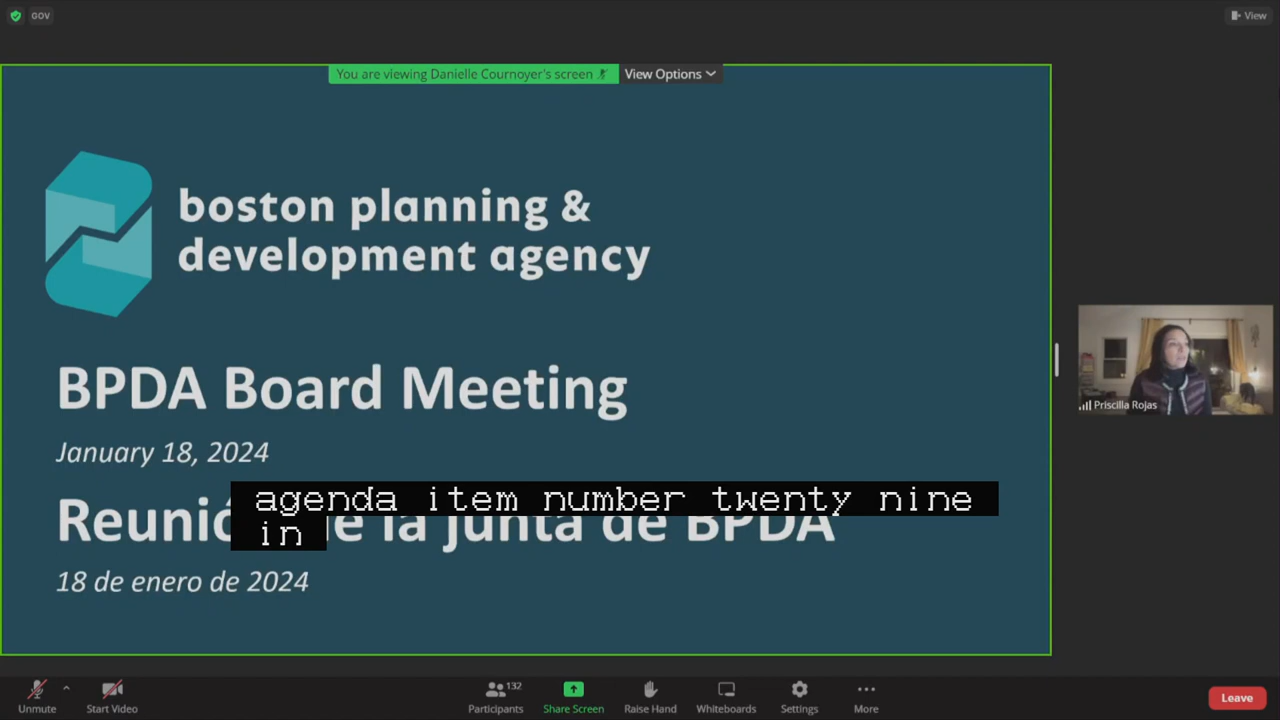 GOV
View
You are viewing Danielle Cournoyer's screen
View Options
boston planning &
development agency
BPDA Board Meeting
January 18, 2024
agenda item number twenty nine
in
Reunió e la junta de BPDA
18 de enero de 2024
Priscilla Rojas
Unmute
Start Video
Participants
132
Share Screen
Raise Hand
Whiteboards
Settings
More
Leave